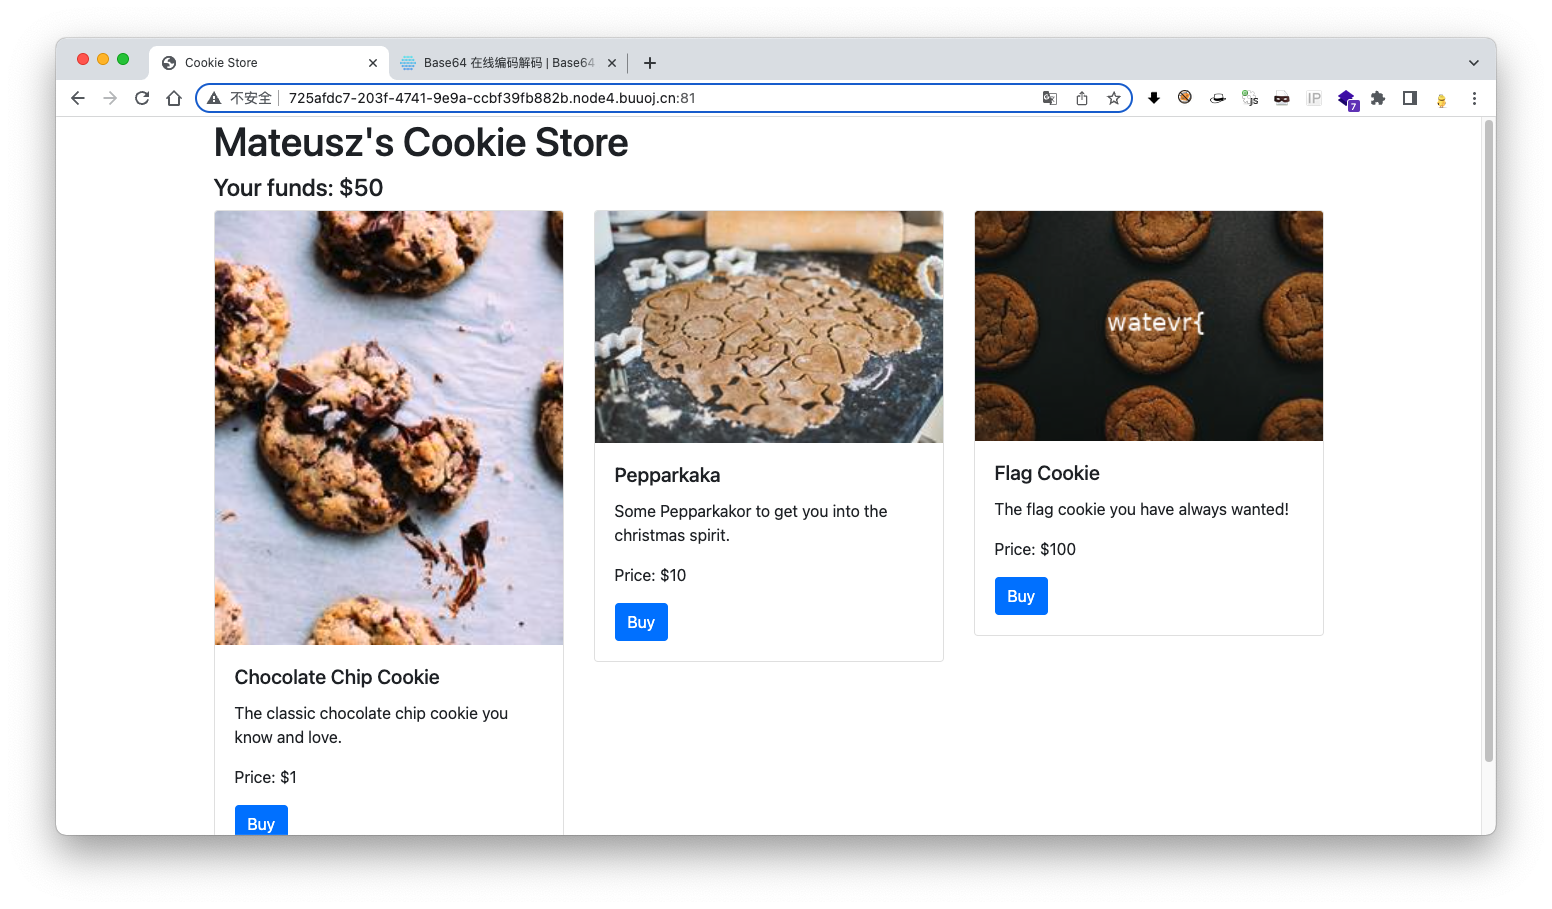 Cookie Store
Base64 在线编码解码 | Base64
不安全
725afdc7-203f-4741-9e9a-ccbf39fb882b.node4.buuoj.cn:81
JS
IP
7
Mateusz's Cookie Store
Your funds: $50
watevr{
Chocolate Chip Cookie
The classic chocolate chip cookie you
know and love.
Price: $1
Buy
Pepparkaka
Some Pepparkakor to get you into the
christmas spirit.
Price: $10
Buy
Flag Cookie
The flag cookie you have always wanted!
Price: $100
Buy